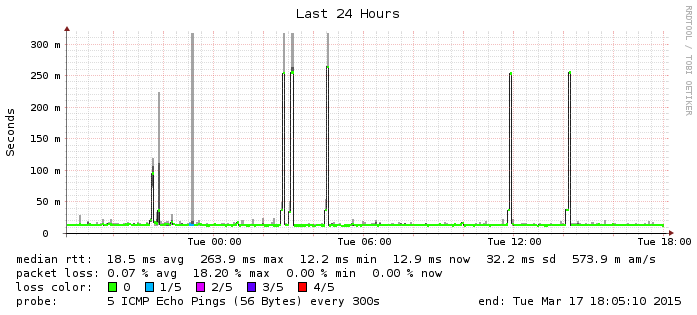 Last 24 Hours
RRDTOOL / TOBI OETIKER
Seconds
300 m
250 m
200 m
150 m
100 m
50 m
0
Tue 00:00 Tue 06:00 Tue 12:00 Tue 18:00
median rtt: 18.5 ms avg 263.9 ms max 12.2 ms min 12.9 ms now 32.2 ms sd 573.9 m am/s
packet loss: 0.07 % avg 18.20 % max 0.00 % min 0.00 % now
loss color: 0 1/5 2/5 3/5 4/5
probe: 5 ICMP Echo Pings (56 Bytes) every 300s end: Tue Mar 17 18:05:10 2015